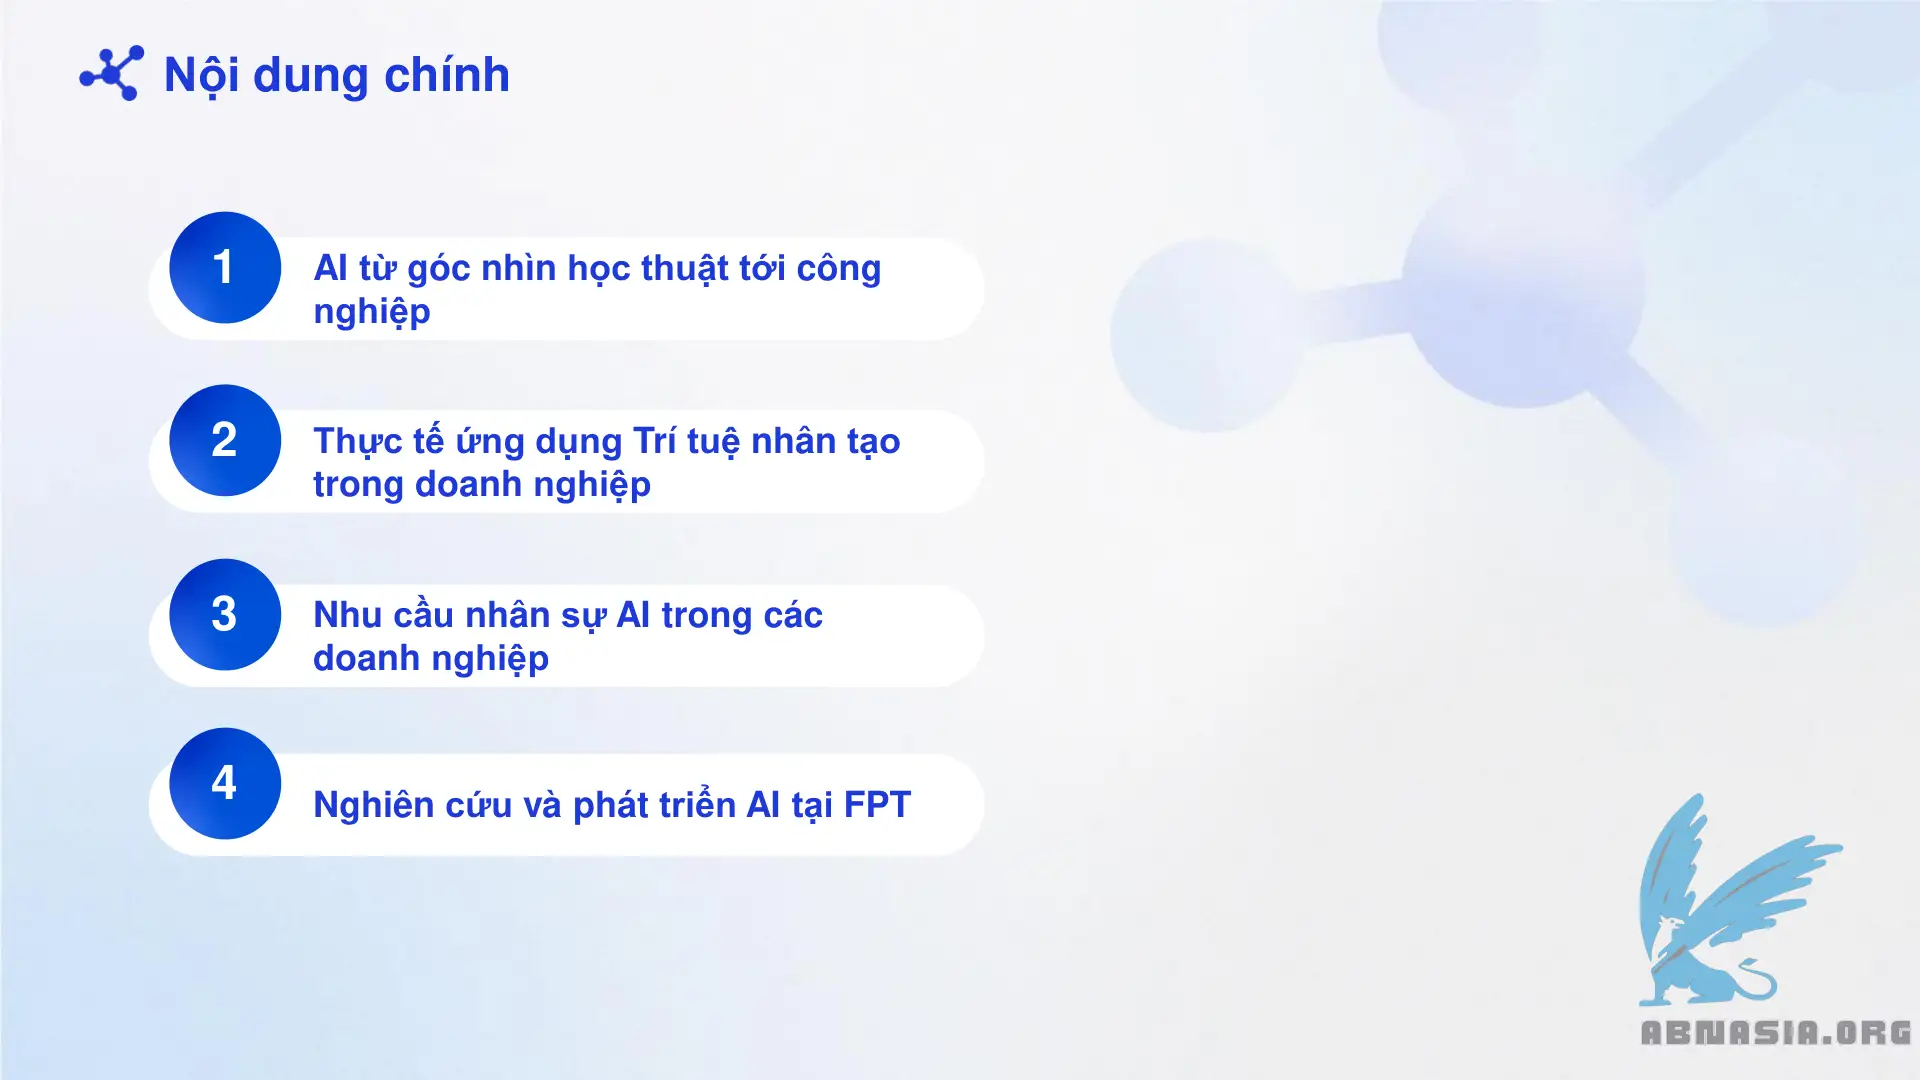 Nội dung chính
1
AI từ góc nhìn học thuật tới công
nghiệp
2
Thực tế ứng dụng Trí tuệ nhân tạo
trong doanh nghiệp
3
Nhu cầu nhân sự AI trong các
doanh nghiệp
4
Nghiên cứu và phát triển AI tại FPT
ABNASIA.ORG